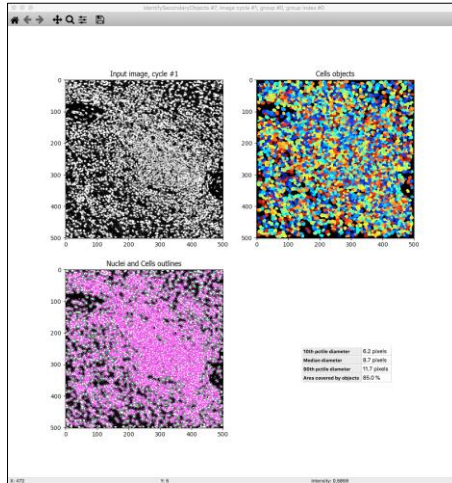 IdentifySecondaryObjects #7, image cycle #1, group #0, group index #0
Input image, cycle #1
Cells objects
0
100
200
300
400
500
0 100 200 300 400 500
0
100
200
300
400
500
0 100 200 300 400 500
Nuclei and Cells outlines
0
100
200
300
400
500
0 100 200 300 400 500
10th pctile diameter 6.2 pixels
Median diameter 8.7 pixels
90th pctile diameter 11.7 pixels
Area covered by objects 85.0 %
X: 472 Y: 6 Intensity: 0.8868